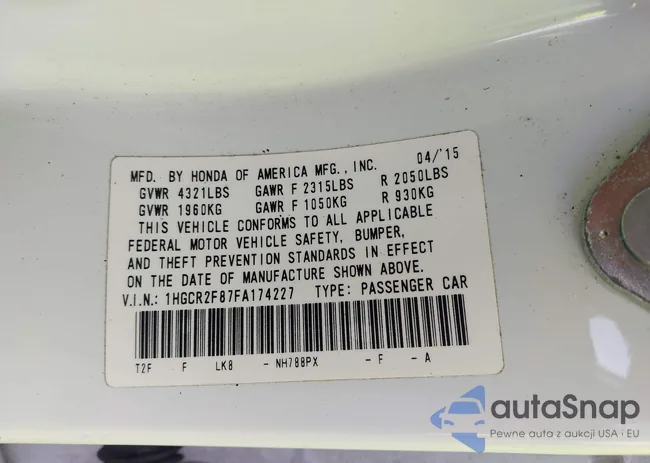 MFD. BY HONDA OF AMERICA MFG., INC. 04/'15
GVWR 4321LBS GAWR F 2315LBS R 2050LBS
GVWR 1960KG GAWR F 1050KG R 930KG
THIS VEHICLE CONFORMS TO ALL APPLICABLE
FEDERAL MOTOR VEHICLE SAFETY, BUMPER,
AND THEFT PREVENTION STANDARDS IN EFFECT
ON THE DATE OF MANUFACTURE SHOWN ABOVE.
V.I.N.: 1HGCR2F87FA174227 TYPE: PASSENGER CAR
T2F F LK8 - NH788PX - F - A
autaSnap
Pewne auta z aukcji USA i EU